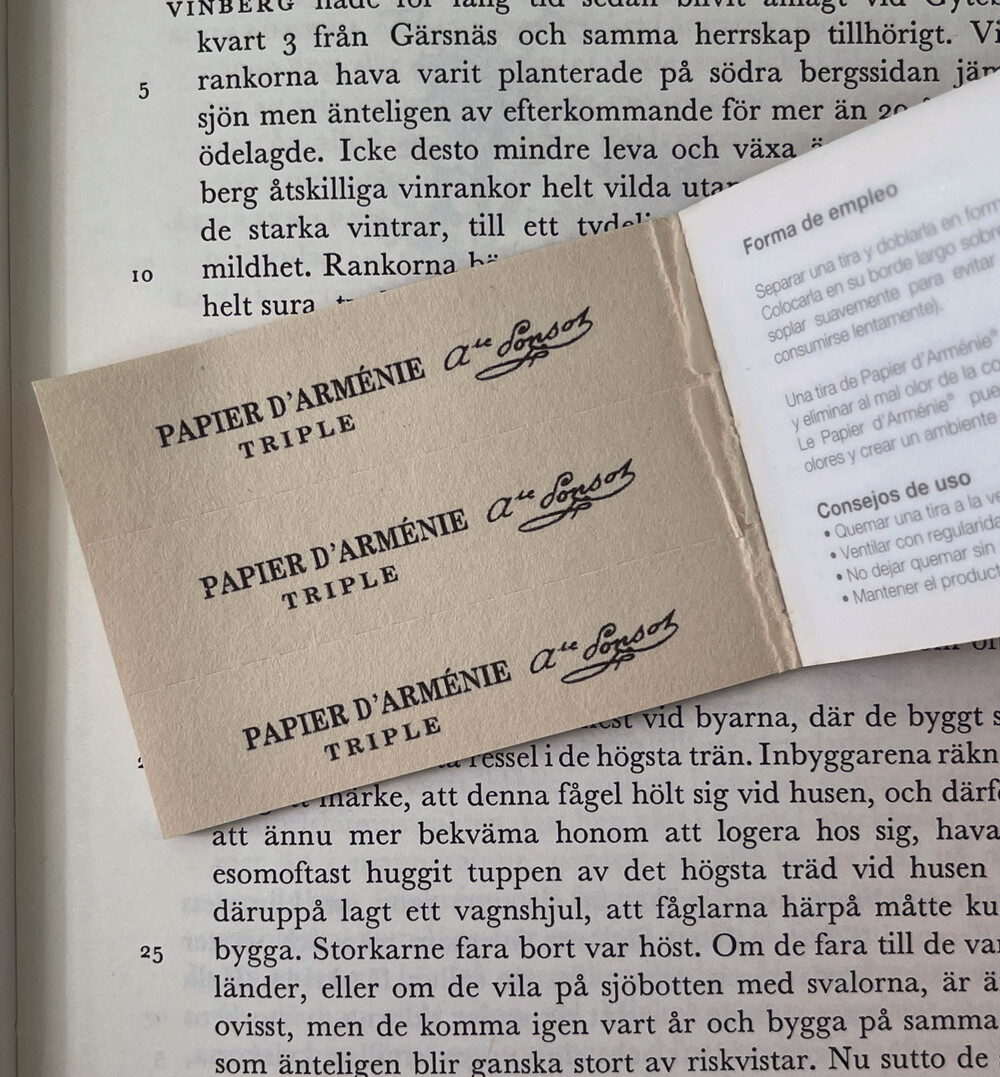 VINBERG
kvart 3 från Gärsnäs och samma herrskap tillhörigt.
5
rankorna hava varit planterade på södra bergssidan
sjön men änteligen av efterkommande för mer än
ödelagde. Icke desto mindre leva och växa
berg åtskilliga vinrankor helt vilda
de starka vintrar, till ett
10
mildhet. Rankorna
helt sura
PAPIER D'ARMÉNIE
TRIPLE
Ate Ponsot
PAPIER D'ARMÉNIE
TRIPLE
Ate Ponsot
PAPIER D'ARMÉNIE
TRIPLE
Ate Ponsot
Forma de empleo
Separar una tira y doblarla en
Colocarla en su borde largo
soplar suavemente para evitar
consumirse lentamente).
Una tira de Papier d'Arménie®
y eliminar al mal olor de la
Le Papier d'Arménie®
olores y crear un ambiente
Consejos de uso
• Quemar una tira a la
• Ventilar con
• No dejar quemar sin
• Mantener el
vid byarna, där de byggt
i de högsta trän. Inbyggarena
märke, att denna fågel hölt sig vid husen, och
att ännu mer bekväma honom att logera hos sig, hava
esomoftast huggit tuppen av det högsta träd vid husen
däruppå lagt ett vagnshjul, att fåglarna härpå måtte
25
bygga. Storkarne fara bort var höst. Om de fara till de
länder, eller om de vila på sjöbotten med svalorna, är
ovisst, men de komma igen vart år och bygga på samma
som änteligen blir ganska stort av riskvistar. Nu sutto de